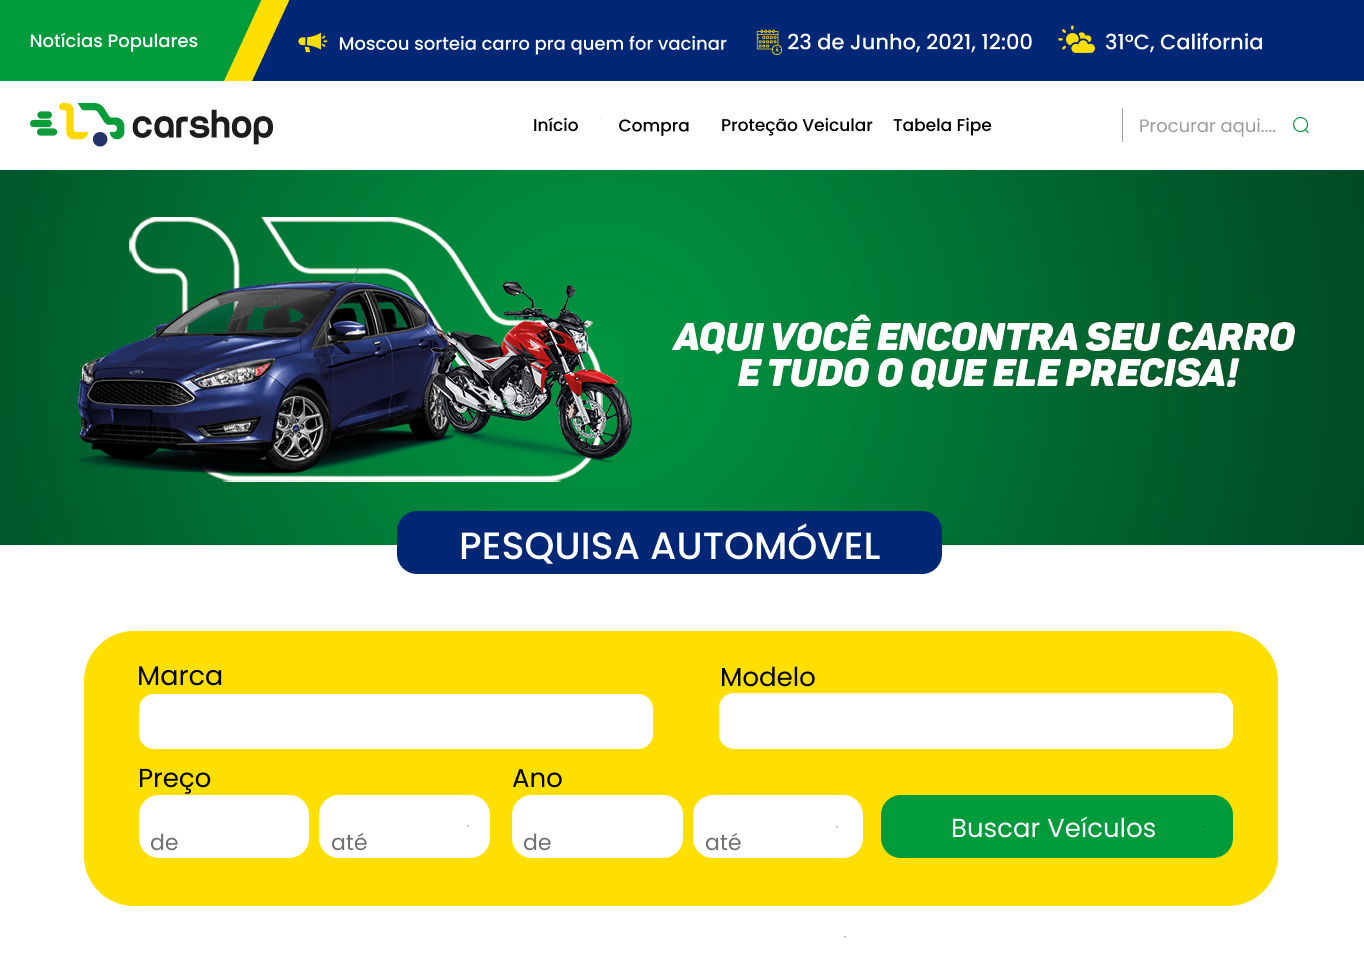 Notícias Populares
Moscou sorteia carro pra quem for vacinar
23 de Junho, 2021, 12:00
31ºC, California
carshop
Início
Compra
Proteção Veicular
Tabela Fipe
Procurar aqui....
AQUI VOCÊ ENCONTRA SEU CARRO
E TUDO O QUE ELE PRECISA!
PESQUISA AUTOMÓVEL
Marca
Modelo
Preço
Ano
de
até
de
até
Buscar Veículos